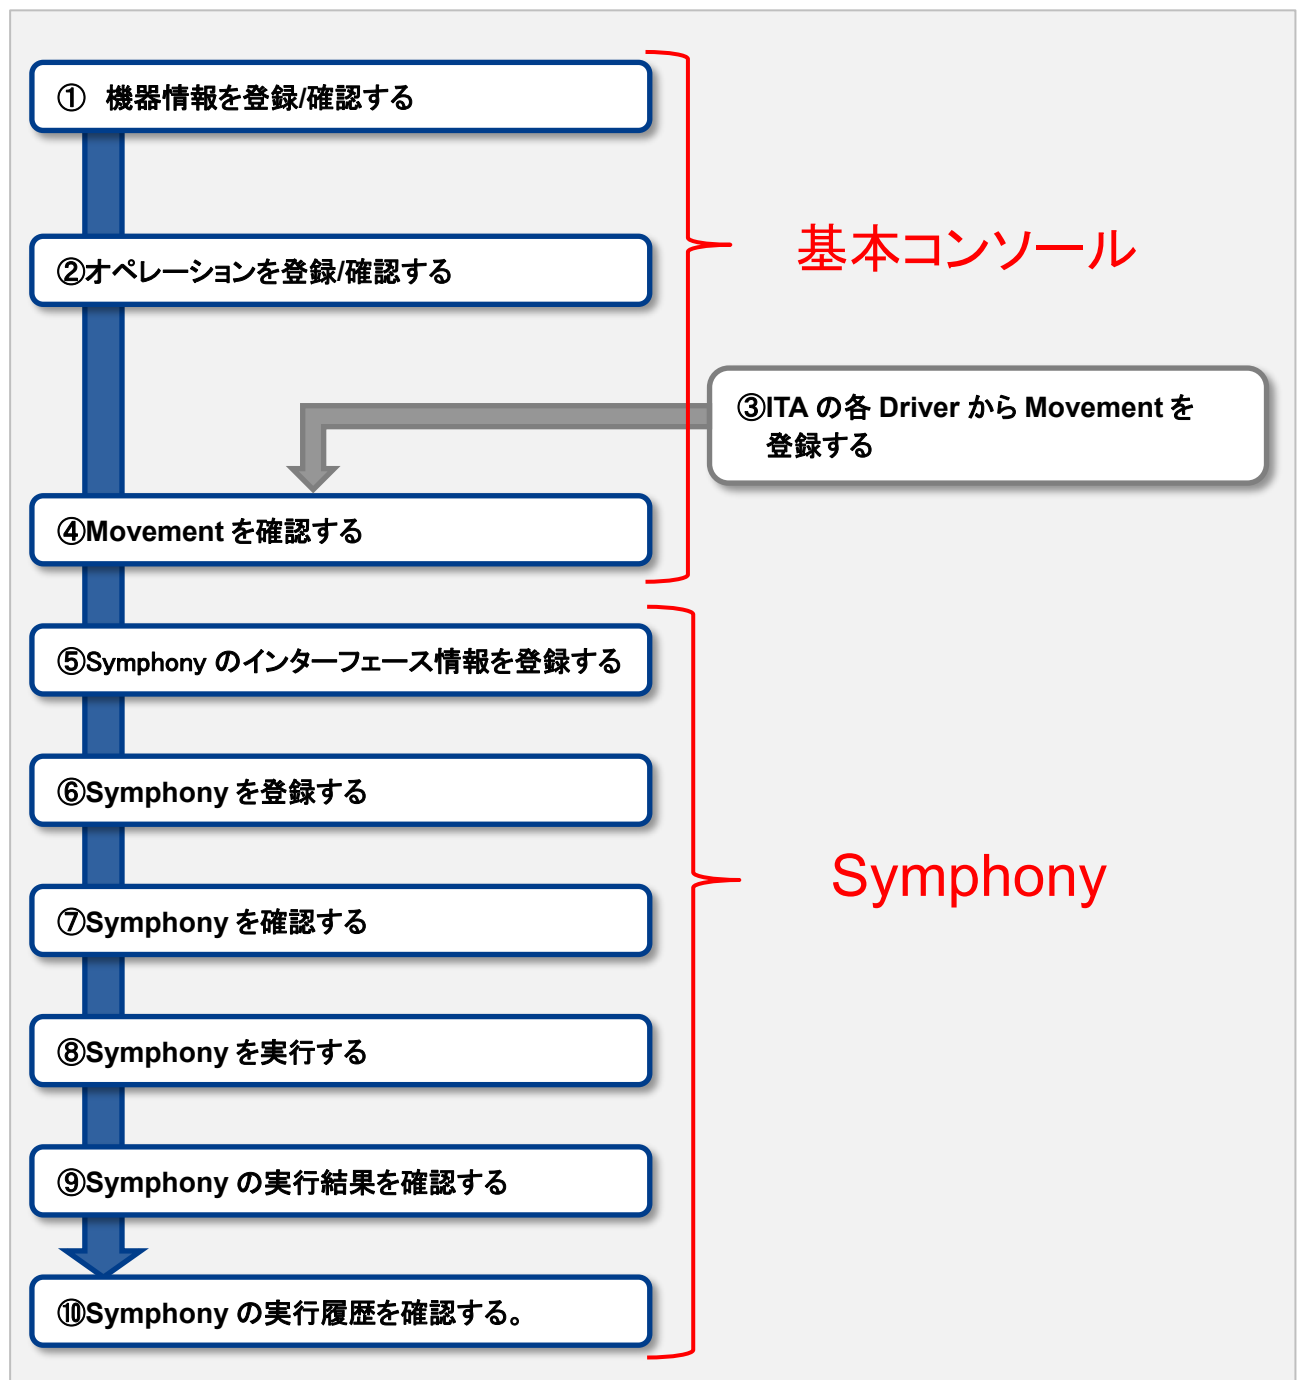 ① 機器情報を登録/確認する
②オペレーションを登録/確認する
基本コンソール
③ITA の各 Driver から Movement を
登録する
④Movement を確認する
⑤Symphony のインターフェース情報を登録する
⑥Symphony を登録する
⑦Symphony を確認する
Symphony
⑧Symphony を実行する
⑨Symphony の実行結果を確認する
⑩Symphony の実行履歴を確認する。